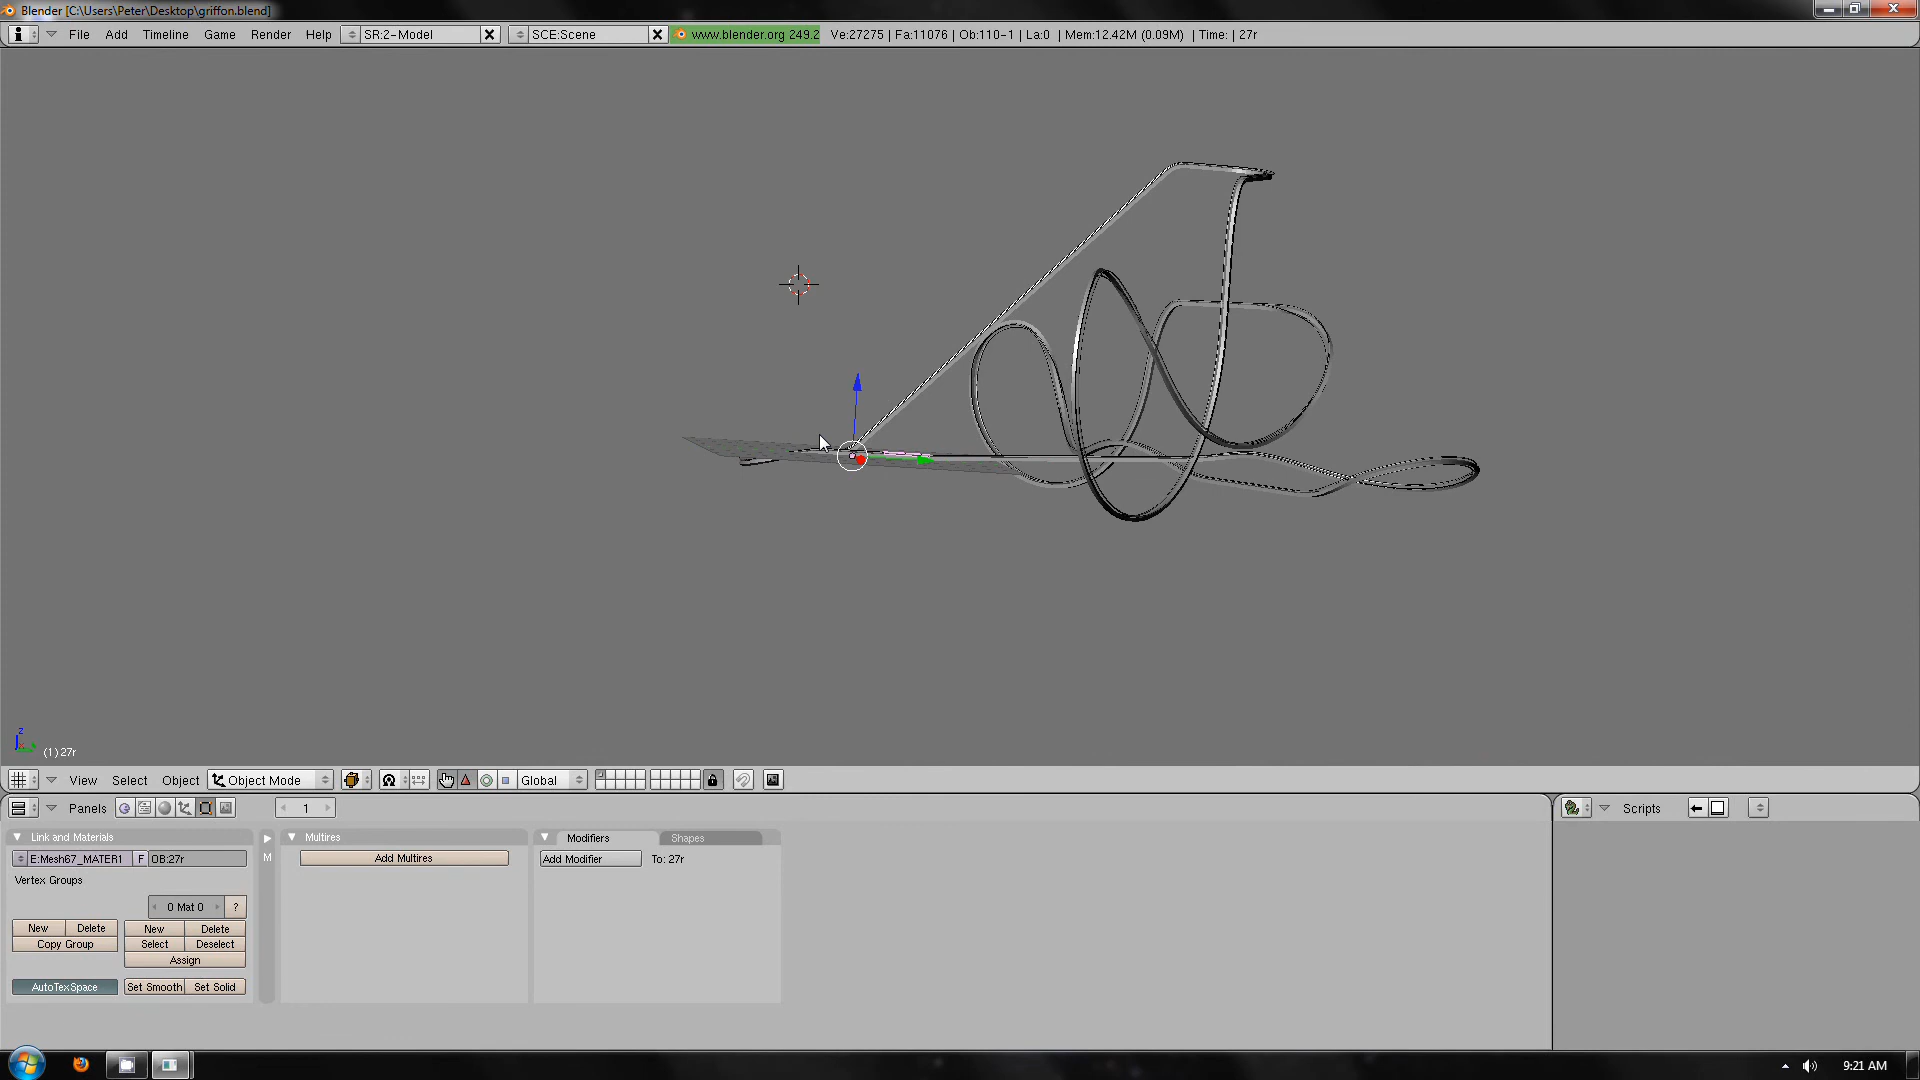 Blender [C:\Users\Peter\Desktop\griffon.blend]
File Add Timeline Game Render Help SR:2-Model SCE:Scene www.blender.org 249.2 Ve:27275 | Fa:11076 | Ob:110-1 | La:0 | Mem:12.42M (0.09M) | Time: | 27r
z
(1) 27r
View Select Object Object Mode Global
Panels 1 Scripts
Link and Materials Multires Modifiers Shapes
E:Mesh67_MATER1 F OB:27r M Add Multires Add Modifier To: 27r
Vertex Groups
0 Mat 0 ?
New Delete New Delete
Copy Group Select Deselect
Assign
AutoTexSpace Set Smooth Set Solid
9:21 AM